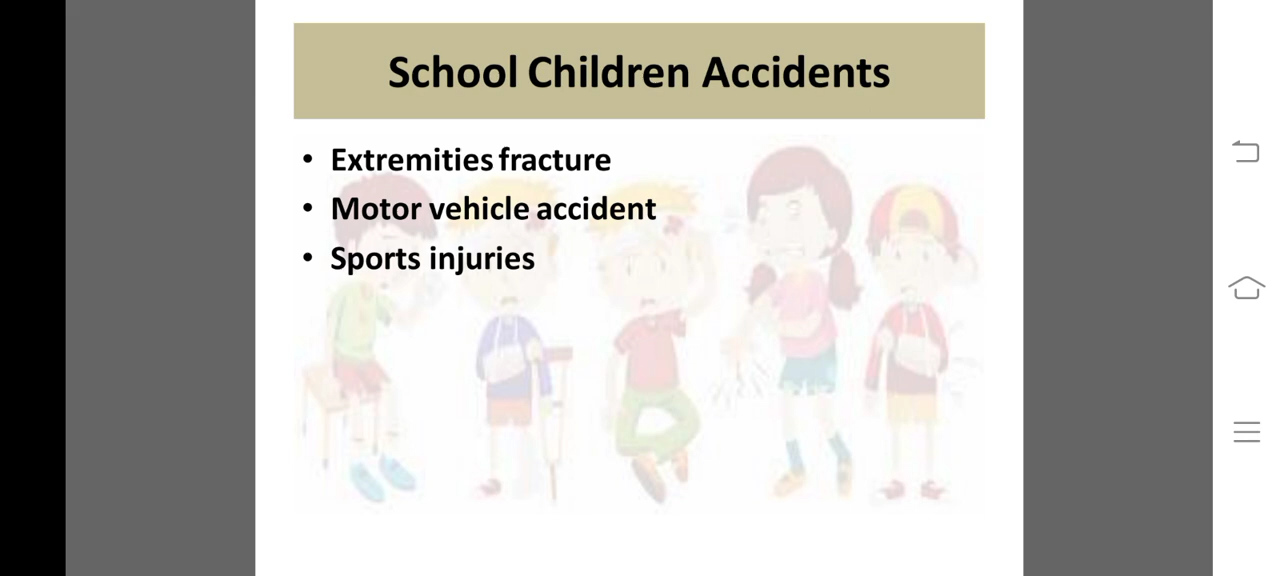 School Children Accidents
• Extremities fracture
• Motor vehicle accident
• Sports injuries